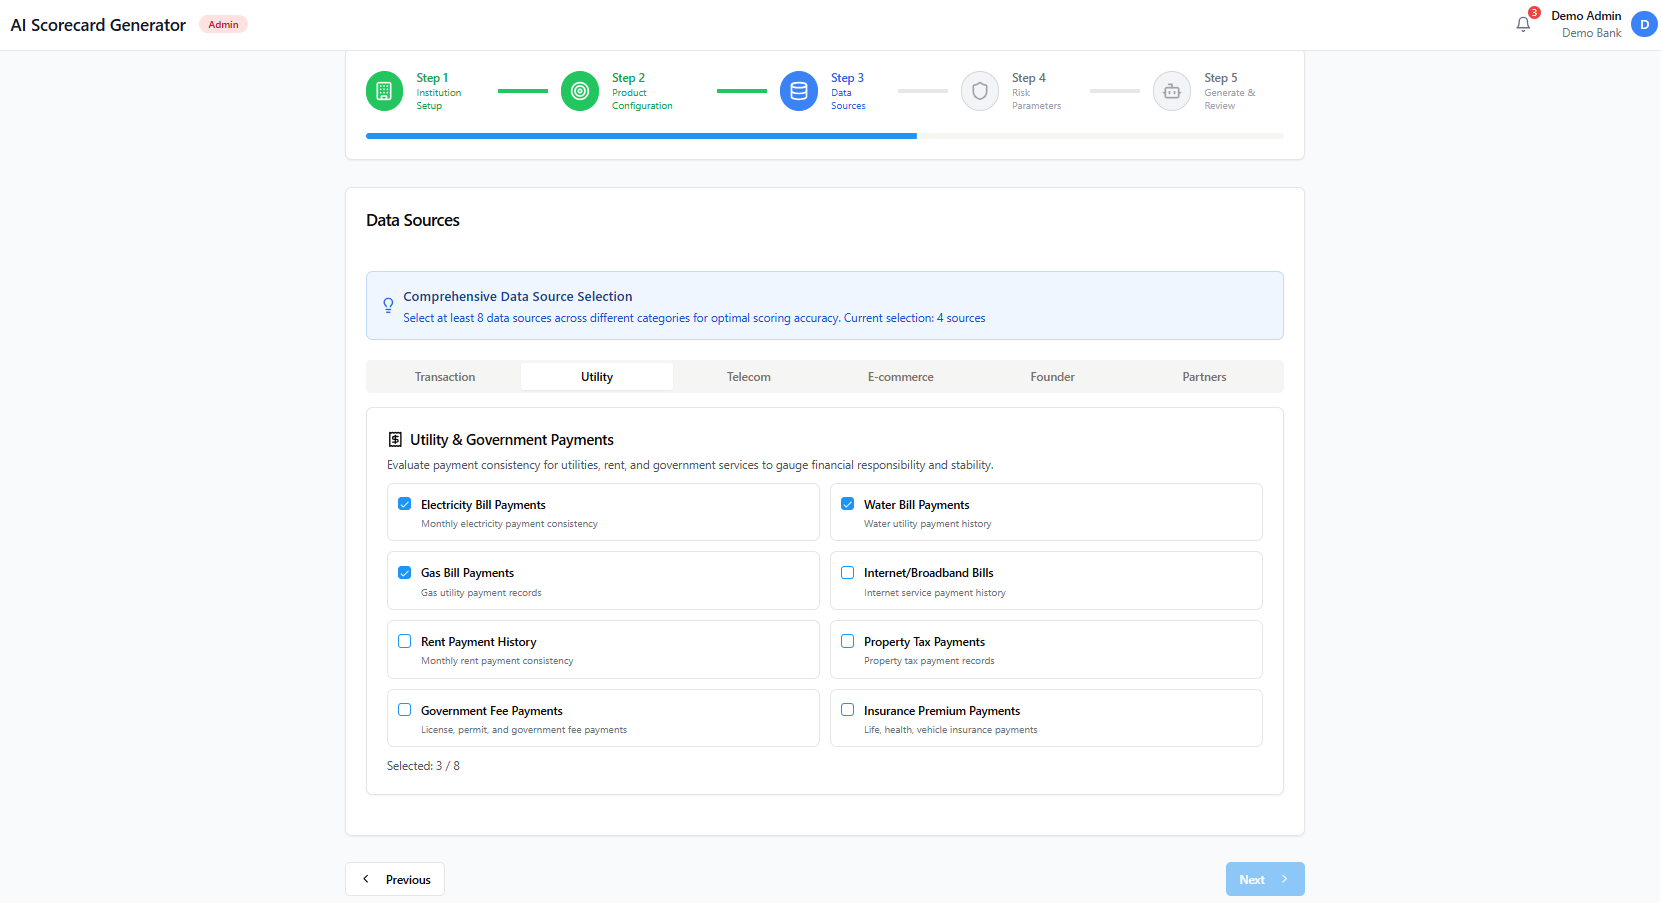 AI Scorecard Generator Admin
3
Demo Admin
Demo Bank
D
Step 1
Institution
Setup
Step 2
Product
Configuration
Step 3
Data
Sources
Step 4
Risk
Parameters
Step 5
Generate &
Review
Data Sources
Comprehensive Data Source Selection
Select at least 8 data sources across different categories for optimal scoring accuracy. Current selection: 4 sources
Transaction Utility Telecom E-commerce Founder Partners
Utility & Government Payments
Evaluate payment consistency for utilities, rent, and government services to gauge financial responsibility and stability.
Electricity Bill Payments
Monthly electricity payment consistency
Water Bill Payments
Water utility payment history
Gas Bill Payments
Gas utility payment records
Internet/Broadband Bills
Internet service payment history
Rent Payment History
Monthly rent payment consistency
Property Tax Payments
Property tax payment records
Government Fee Payments
License, permit, and government fee payments
Insurance Premium Payments
Life, health, vehicle insurance payments
Selected: 3 / 8
Previous
Next